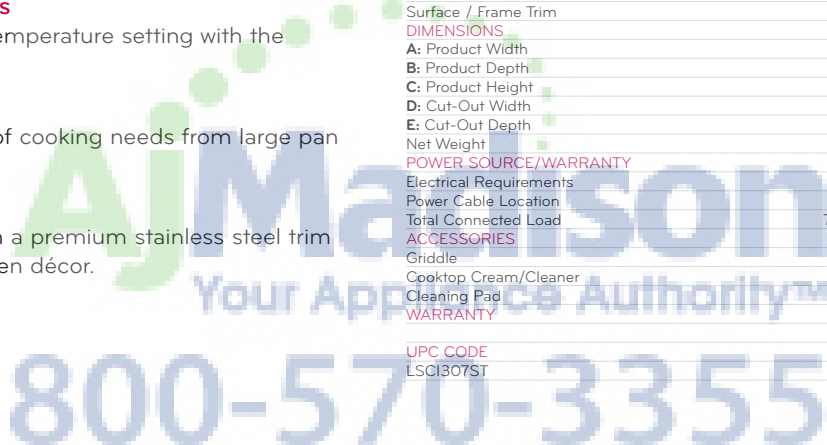 s
emperature setting with the
of cooking needs from large pan
n a premium stainless steel trim
en décor.
Surface / Frame Trim
DIMENSIONS
A: Product Width
B: Product Depth
C: Product Height
D: Cut-Out Width
E: Cut-Out Depth
Net Weight
POWER SOURCE/WARRANTY
Electrical Requirements
Power Cable Location
Total Connected Load
7
ACCESSORIES
Griddle
Cooktop Cream/Cleaner
Cleaning Pad
WARRANTY
UPC CODE
LSCI307ST
AjMadison
Your Appliance Authority™
800-570-3355